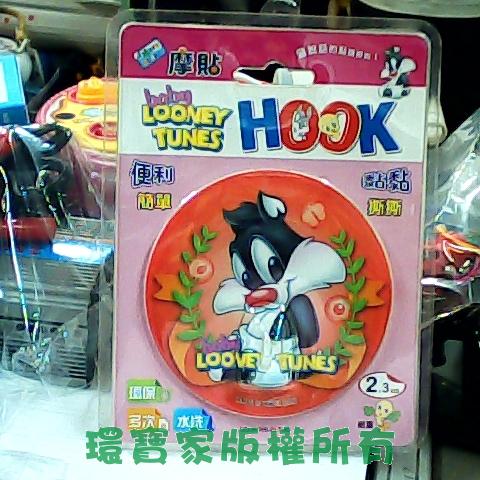 摩貼
baby
LOONEY
TUNES
HOOK
便利
簡單
黏黏
撕撕
baby
LOONEY TUNES
環保
多次
水洗
2.3
環寶家版權所有